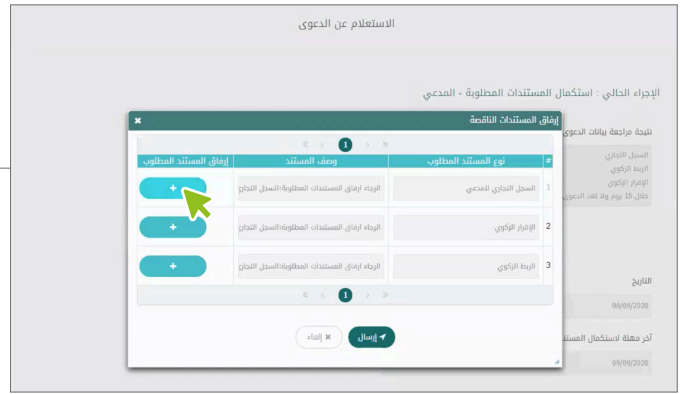 الاستعلام عن الدعوى
الإجراء الحالي : استكمال المستندات المطلوبة - المدعي
إرفاق المستندات الناقصة
نتيجة مراجعة بيانات الدعوى
السجل التجاري
الربط الزكوي
الإقرار الزكوي
خلال 15 يوم ولا تعد الدعوى
« ‹ 1 › »
# نوع المستند المطلوب وصف المستند إرفاق المستند المطلوب
1 السجل التجاري للمدعي الرجاء ارفاق المستندات المطلوبة:السجل التجاري +
2 الإقرار الزكوي الرجاء ارفاق المستندات المطلوبة:السجل التجاري +
3 الربط الزكوي الرجاء ارفاق المستندات المطلوبة:السجل التجاري +
« ‹ 1 › »
التاريخ
09/09/2020
إرسال
إلغاء
آخر مهلة لاستكمال
09/09/2020